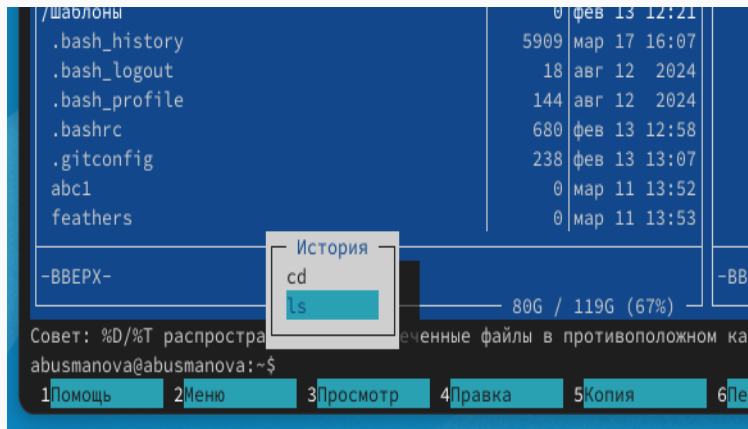 /Шаблоны 0 фев 13 12:21
.bash_history 5909 мар 17 16:07
.bash_logout 18 авг 12 2024
.bash_profile 144 авг 12 2024
.bashrc 680 фев 13 12:58
.gitconfig 238 фев 13 13:07
abc1 0 мар 11 13:52
feathers 0 мар 11 13:53
История
-ВВЕРХ- cd -ВВ
ls
80G / 119G (67%)
Совет: %D/%T распростра еченные файлы в противоположном ка
abusmanova@abusmanova:~$
1Помощь 2Меню 3Просмотр 4Правка 5Копия 6Пе